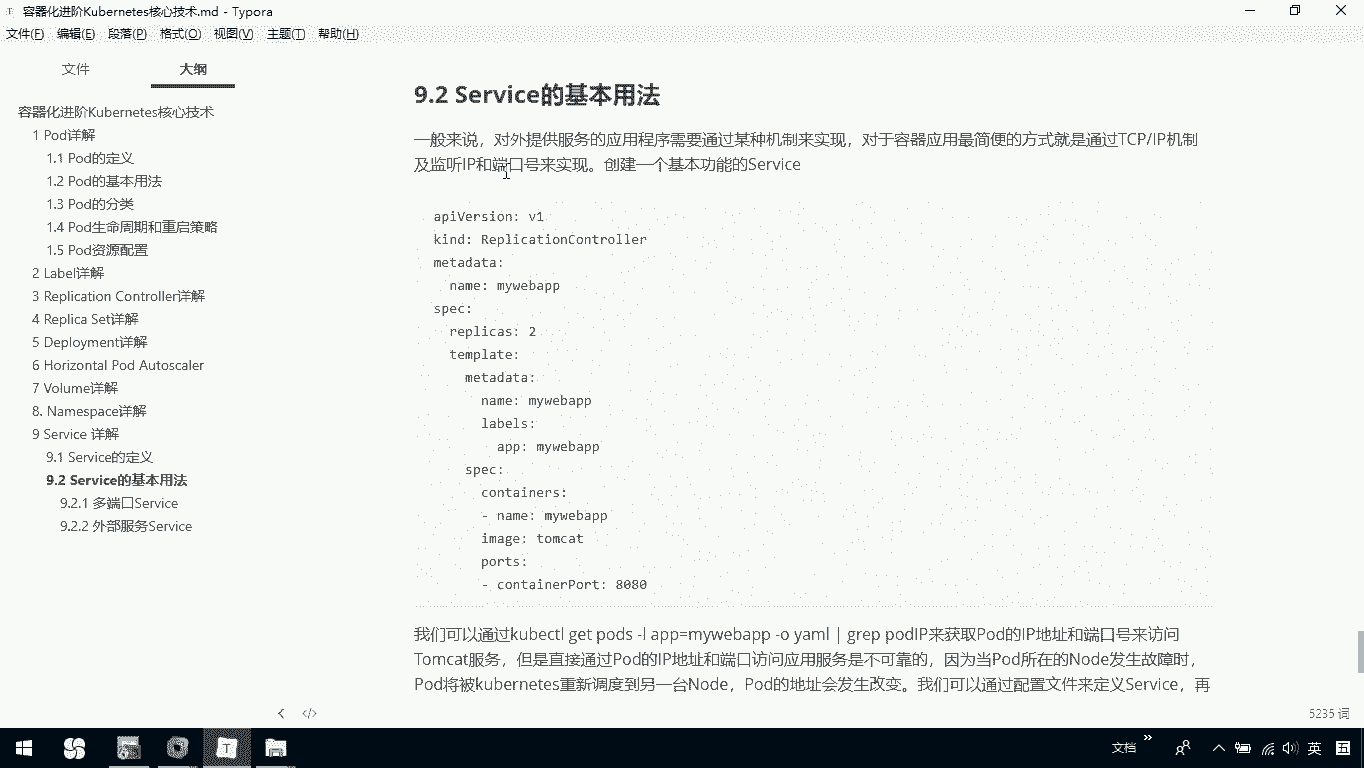 容器化进阶Kubernetes核心技术.md - Typora
文件(F) 编辑(E) 段落(P) 格式(O) 视图(V) 主题(T) 帮助(H)
文件 大纲
容器化进阶Kubernetes核心技术
1 Pod详解
1.1 Pod的定义
1.2 Pod的基本用法
1.3 Pod的分类
1.4 Pod生命周期和重启策略
1.5 Pod资源配置
2 Label详解
3 Replication Controller详解
4 Replica Set详解
5 Deployment详解
6 Horizontal Pod Autoscaler
7 Volume详解
8. Namespace详解
9 Service 详解
9.1 Service的定义
9.2 Service的基本用法
9.2.1 多端口Service
9.2.2 外部服务Service
9.2 Service的基本用法
一般来说，对外提供服务的应用程序需要通过某种机制来实现，对于容器应用最简便的方式就是通过TCP/IP机制
及监听IP和端口号来实现。创建一个基本功能的Service
apiVersion: v1
kind: ReplicationController
metadata:
  name: mywebapp
spec:
  replicas: 2
  template:
    metadata:
      name: mywebapp
      labels:
        app: mywebapp
    spec:
      containers:
      - name: mywebapp
      image: tomcat
      ports:
      - containerPort: 8080
我们可以通过kubectl get pods -l app=mywebapp -o yaml | grep podIP来获取Pod的IP地址和端口号来访问
Tomcat服务，但是直接通过Pod的IP地址和端口访问应用服务是不可靠的，因为当Pod所在的Node发生故障时，
Pod将被kubernetes重新调度到另一台Node，Pod的地址会发生改变。我们可以通过配置文件来定义Service，再
5235 词
文档 英 五